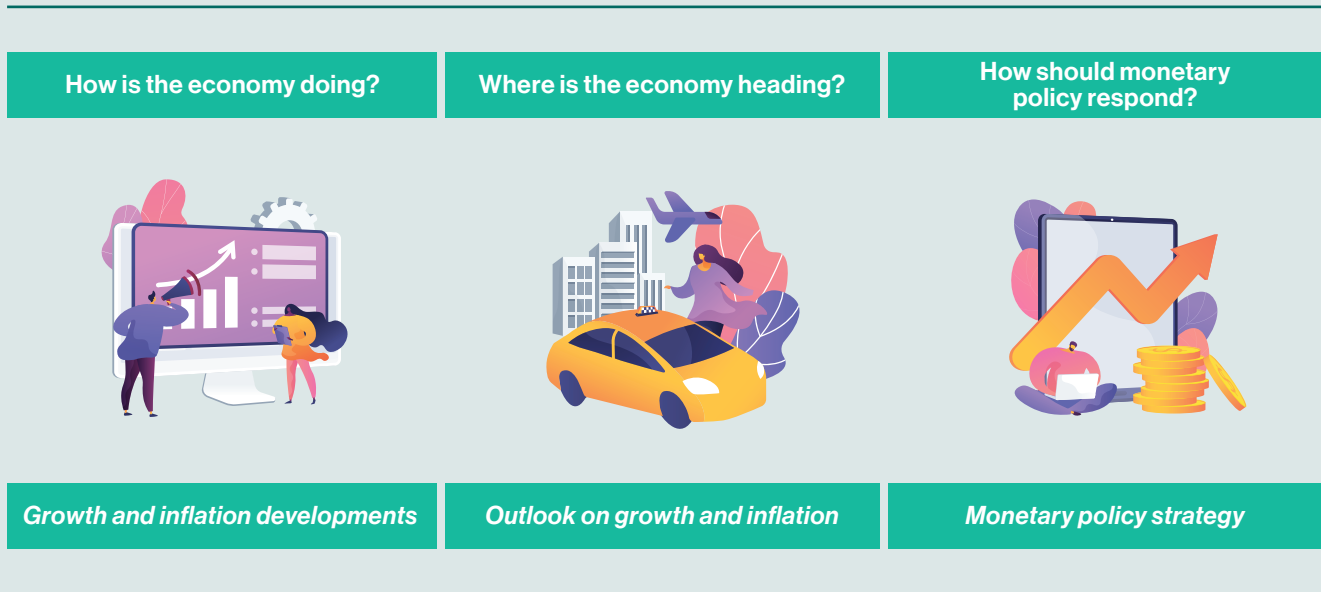 How is the economy doing?
Where is the economy heading?
How should monetary
policy respond?
Growth and inflation developments
Outlook on growth and inflation
Monetary policy strategy